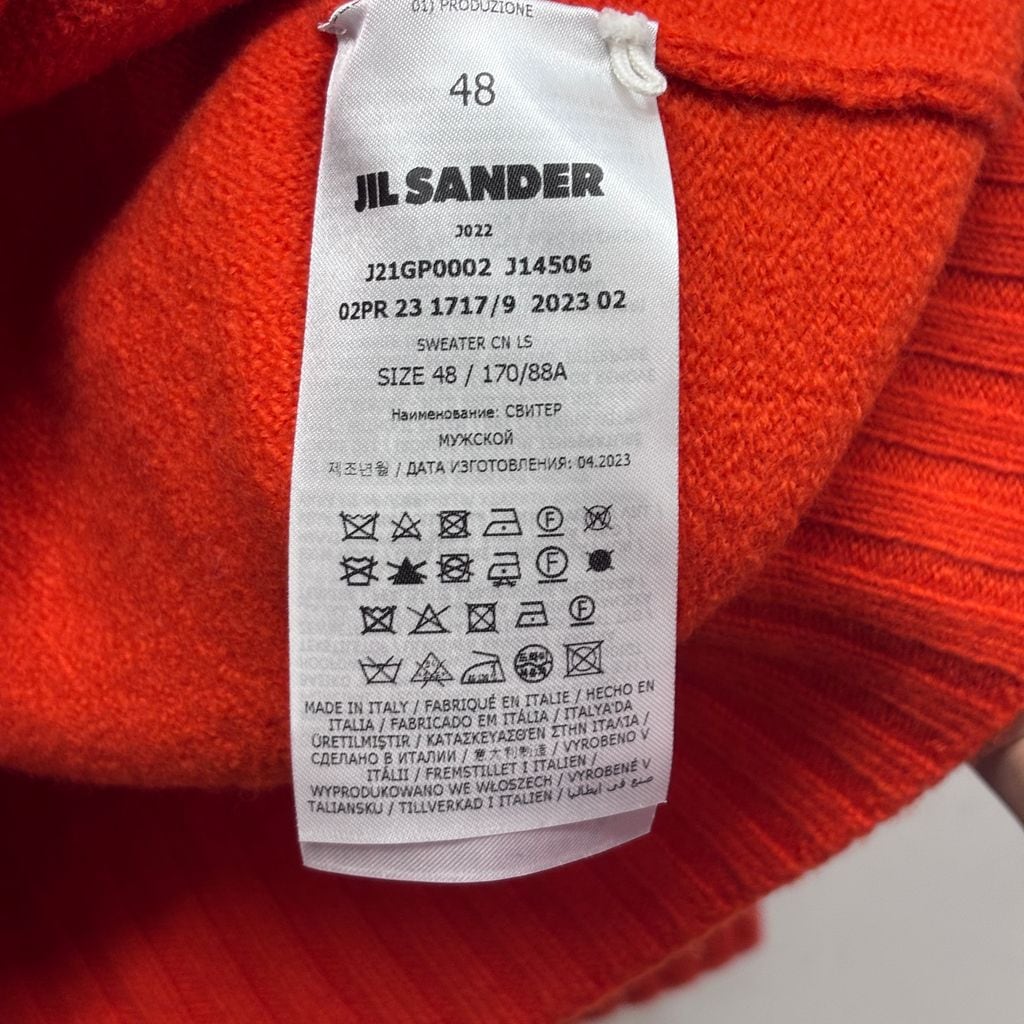 01) PRODUZIONE
48
JIL SANDER
J022
J21GP0002 J14506
02PR 23 1717/9 2023 02
SWEATER CN LS
SIZE 48 / 170/88A
Наименование: СВИТЕР
МУЖСКОЙ
제조년월 / ДАТА ИЗГОТОВЛЕНИЯ: 04.2023
F W
F
F
MADE IN ITALY / FABRIQUÉ EN ITALIE / HECHO EN
ITALIA / FABRICADO EM ITÁLIA / ITALYA'DA
ÜRETILMIŞTIR / ΚΑΤΑΣΚΕΥΑΣΘΕΝ ΣΤΗΝ ΙΤΑΛΙΑ /
СДЕЛАНО В ИТАЛИИ / 意大利制造 / VYROBENO V
ITÁLII / FREMSTILLET I ITALIEN /
WYPRODUKOWANO WE WŁOSZECH / VYROBENÉ V
TALIANSKU / TILLVERKAD I ITALIEN / صنع في ايطاليا